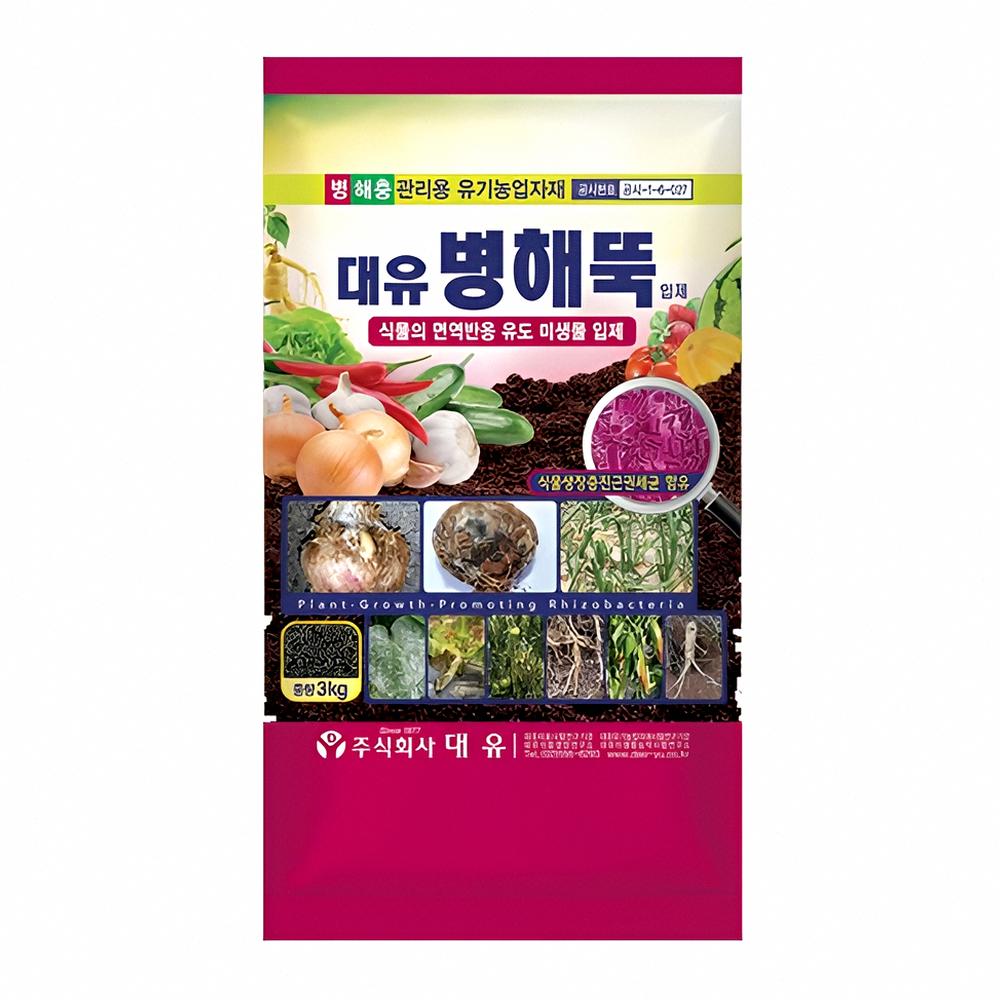 병해충관리용 유기농업자재 공시번호
대유 병해뚝 입제
식물의 면역반응 유도 미생물 입제
식물생장증진근권세균 함유
Plant-Growth-Promoting Rhizobacteria
중량 3kg
주식회사 대유